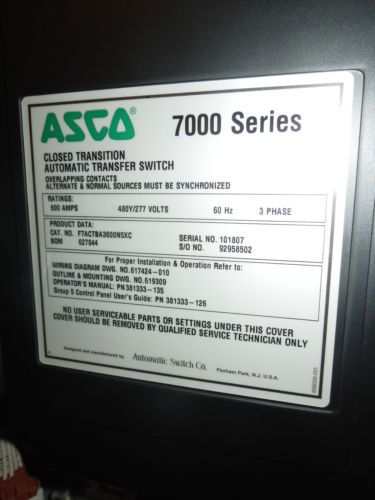 ASCO® 7000 Series
CLOSED TRANSITION
AUTOMATIC TRANSFER SWITCH
OVERLAPPING CONTACTS
ALTERNATE & NORMAL SOURCES MUST BE SYNCHRONIZED
RATINGS:
600 AMPS 480Y/277 VOLTS 60 Hz 3 PHASE
PRODUCT DATA:
CAT. NO. F7ACTBA3600N5XC SERIAL NO. 101807
BOM 627844 S/O NO. 92958502
For Proper Installation & Operation Refer to:
WIRING DIAGRAM DWG. NO. 617424-010
OUTLINE & MOUNTING DWG. NO. 619309
OPERATOR'S MANUAL: PN 381333-135
Group 5 Control Panel User's Guide: PN 381333-126
NO USER SERVICEABLE PARTS OR SETTINGS UNDER THIS COVER
COVER SHOULD BE REMOVED BY QUALIFIED SERVICE TECHNICIAN ONLY
Designed and manufactured by Automatic Switch Co. Florham Park, N.J. U.S.A.